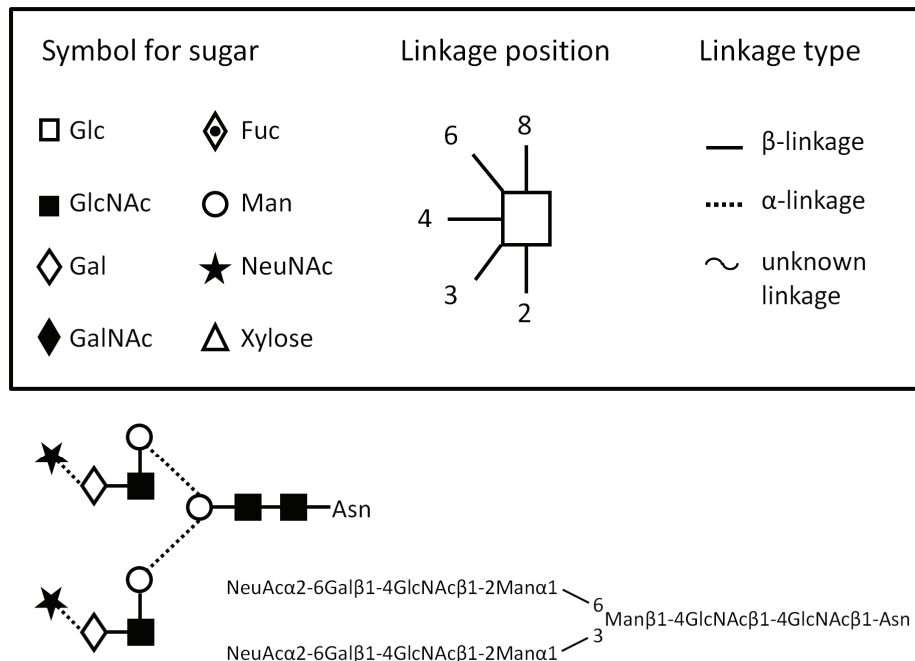 Symbol for sugar Linkage position Linkage type
Glc Fuc
GlcNAc Man
Gal NeuNAc
GalNAc Xylose
6 8
4
3 2
β-linkage
α-linkage
unknown
linkage
Asn
NeuAcα2-6Galβ1-4GlcNAcβ1-2Manα1
6
Manβ1-4GlcNAcβ1-4GlcNAcβ1-Asn
3
NeuAcα2-6Galβ1-4GlcNAcβ1-2Manα1